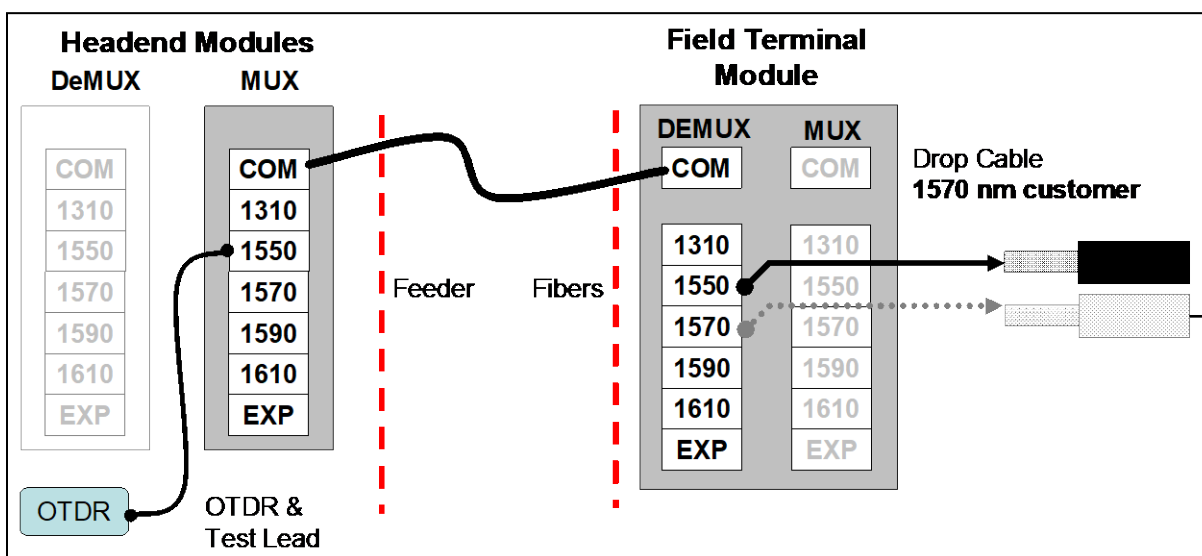 Headend Modules
DeMUX
MUX
COM
1310
1550
1570
1590
1610
EXP
COM
1310
1550
1570
1590
1610
EXP
OTDR
OTDR &
Test Lead
Feeder
Fibers
Field Terminal
Module
DEMUX
MUX
COM
1310
1550
1570
1590
1610
EXP
COM
1310
1550
1570
1590
1610
EXP
Drop Cable
1570 nm customer